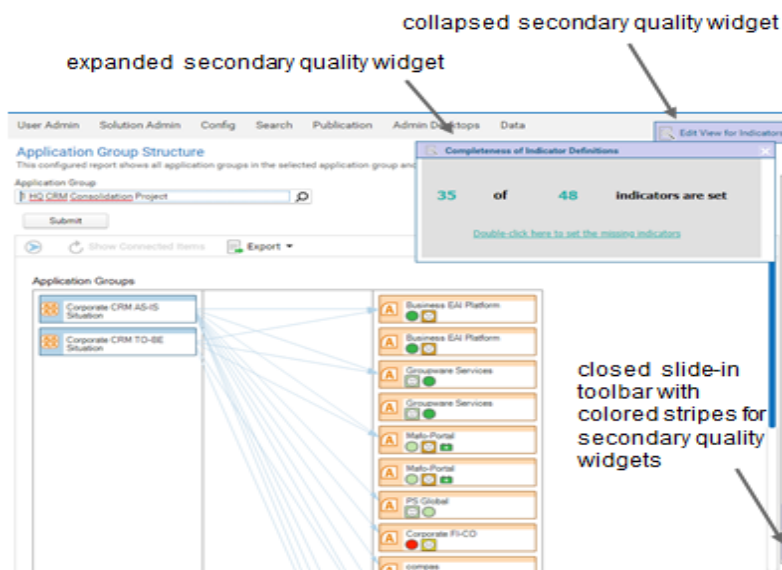 collapsed secondary quality widget
expanded secondary quality widget
User Admin Solution Admin Config Search Publication Admin Desktops Data
Edit View for Indicators
Application Group Structure
Completeness of Indicator Definitions
This configured report shows all application groups in the selected application group and
Application Group
HQ CRM Consolidation Project
35 of 48 indicators are set
Submit
Double-click here to set the missing indicators
Show Connected Items Export
Application Groups
Corporate CRM AS-IS
Situation
Business EAI Platform
Corporate CRM TO-BE
Situation
Business EAI Platform
Groupware Services
Groupware Services
Mafo-Portal
Mafo-Portal
PS Global
Corporate FI-CO
compas
closed slide-in
toolbar with
colored stripes for
secondary quality
widgets